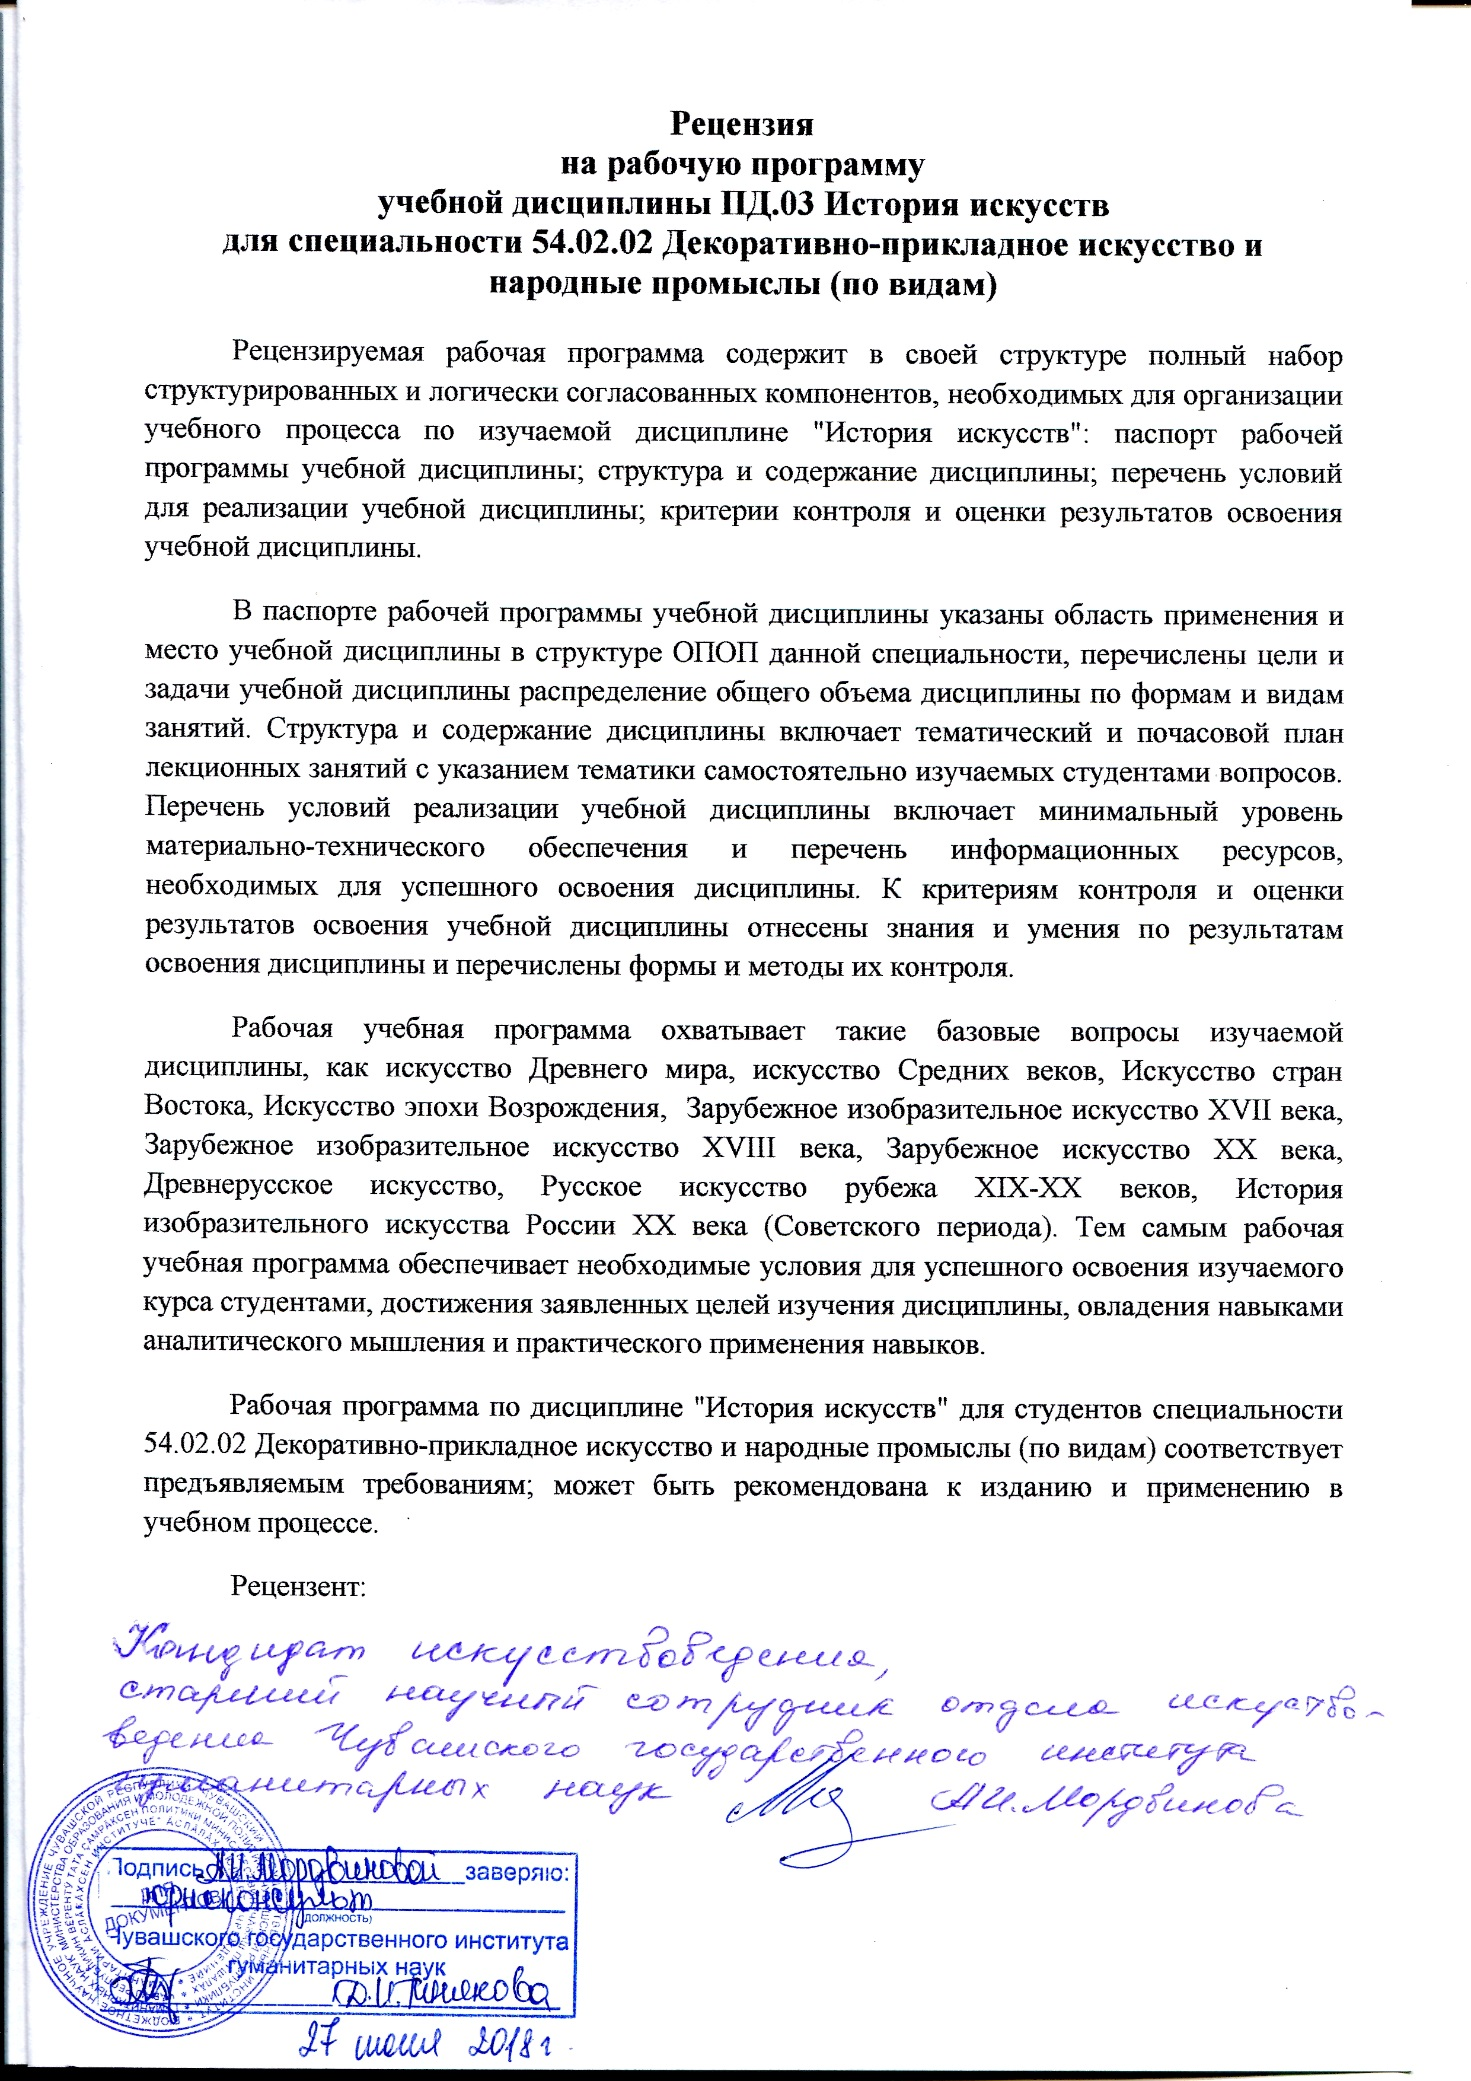 Рецензия
на рабочую программу
учебной дисциплины ПД.03 История искусств
для специальности 54.02.02 Декоративно-прикладное искусство и
народные промыслы (по видам)
Рецензируемая рабочая программа содержит в своей структуре полный набор
структурированных и логически согласованных компонентов, необходимых для организации
учебного процесса по изучаемой дисциплине "История искусств": паспорт рабочей
программы учебной дисциплины; структура и содержание дисциплины; перечень условий
для реализации учебной дисциплины; критерии контроля и оценки результатов освоения
учебной дисциплины.
В паспорте рабочей программы учебной дисциплины указаны область применения и
место учебной дисциплины в структуре ОПОП данной специальности, перечислены цели и
задачи учебной дисциплины распределение общего объема дисциплины по формам и видам
занятий. Структура и содержание дисциплины включает тематический и почасовой план
лекционных занятий с указанием тематики самостоятельно изучаемых студентами вопросов.
Перечень условий реализации учебной дисциплины включает минимальный уровень
материально-технического обеспечения и перечень информационных ресурсов,
необходимых для успешного освоения дисциплины. К критериям контроля и оценки
результатов освоения учебной дисциплины отнесены знания и умения по результатам
освоения дисциплины и перечислены формы и методы их контроля.
Рабочая учебная программа охватывает такие базовые вопросы изучаемой
дисциплины, как искусство Древнего мира, искусство Средних веков, Искусство стран
Востока, Искусство эпохи Возрождения, Зарубежное изобразительное искусство XVII века,
Зарубежное изобразительное искусство XVIII века, Зарубежное искусство XX века,
Древнерусское искусство, Русское искусство рубежа XIX-XX веков, История
изобразительного искусства России XX века (Советского периода). Тем самым рабочая
учебная программа обеспечивает необходимые условия для успешного освоения изучаемого
курса студентами, достижения заявленных целей изучения дисциплины, овладения навыками
аналитического мышления и практического применения навыков.
Рабочая программа по дисциплине "История искусств" для студентов специальности
54.02.02 Декоративно-прикладное искусство и народные промыслы (по видам) соответствует
предъявляемым требованиям; может быть рекомендована к изданию и применению в
учебном процессе.
Рецензент:
Кандидат искусствоведения,
старший научный сотрудник отдела искусство-
ведения Чувашского государственного института
гуманитарных наук А.И. Мордвинова
Подпись А.И. Мордвиновой заверяю:
юрисконсульт
(должность)
Чувашского государственного института
гуманитарных наук
27 июня 2018 г.